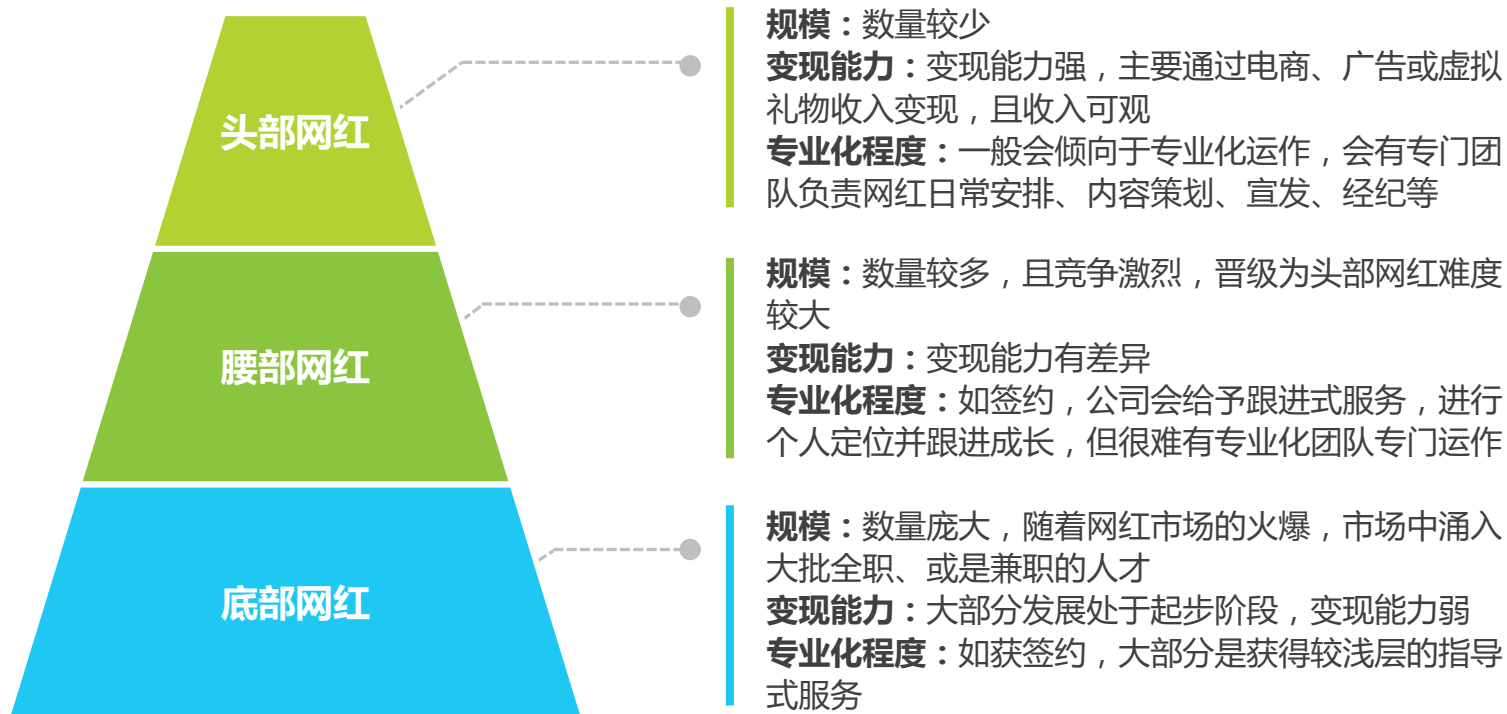 头部网红
规模：数量较少
变现能力：变现能力强，主要通过电商、广告或虚拟
礼物收入变现，且收入可观
专业化程度：一般会倾向于专业化运作，会有专门团
队负责网红日常安排、内容策划、宣发、经纪等
腰部网红
规模：数量较多，且竞争激烈，晋级为头部网红难度
较大
变现能力：变现能力有差异
专业化程度：如签约，公司会给予跟进式服务，进行
个人定位并跟进成长，但很难有专业化团队专门运作
底部网红
规模：数量庞大，随着网红市场的火爆，市场中涌入
大批全职、或是兼职的人才
变现能力：大部分发展处于起步阶段，变现能力弱
专业化程度：如获签约，大部分是获得较浅层的指导
式服务